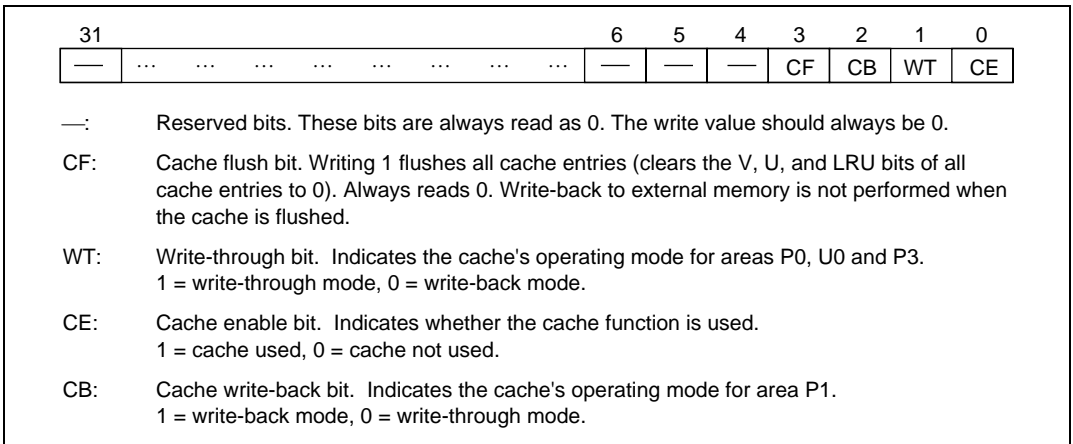 31 6 5 4 3 2 1 0
— … … … … … … … … — — — CF CB WT CE
—: Reserved bits. These bits are always read as 0. The write value should always be 0.
CF: Cache flush bit. Writing 1 flushes all cache entries (clears the V, U, and LRU bits of all
cache entries to 0). Always reads 0. Write-back to external memory is not performed when
the cache is flushed.
WT: Write-through bit. Indicates the cache's operating mode for areas P0, U0 and P3.
1 = write-through mode, 0 = write-back mode.
CE: Cache enable bit. Indicates whether the cache function is used.
1 = cache used, 0 = cache not used.
CB: Cache write-back bit. Indicates the cache's operating mode for area P1.
1 = write-back mode, 0 = write-through mode.